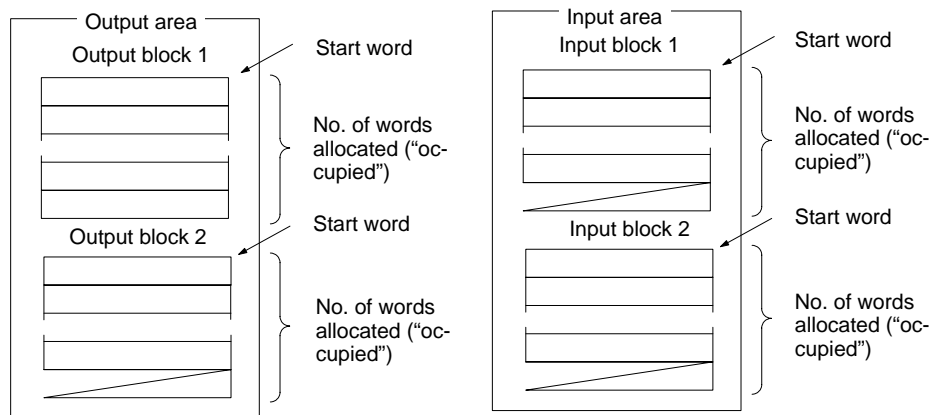 Output area
Output block 1
Start word
No. of words
allocated (“oc-
cupied”)
Output block 2
Start word
No. of words
allocated (“oc-
cupied”)
Input area
Input block 1
Start word
No. of words
allocated (“oc-
cupied”)
Input block 2
Start word
No. of words
allocated (“oc-
cupied”)